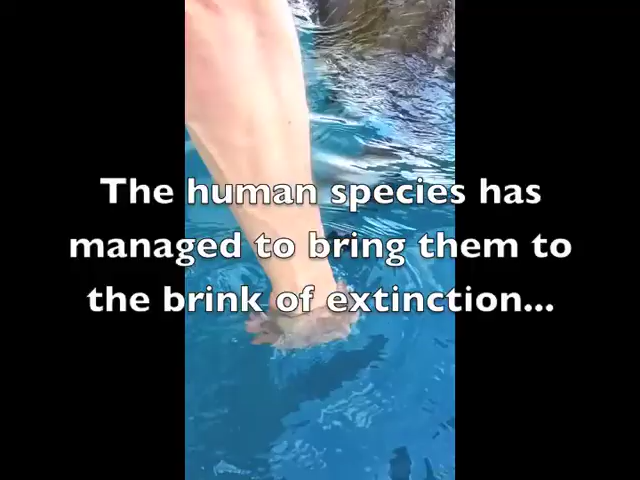 The human species has
managed to bring them to
the brink of extinction...